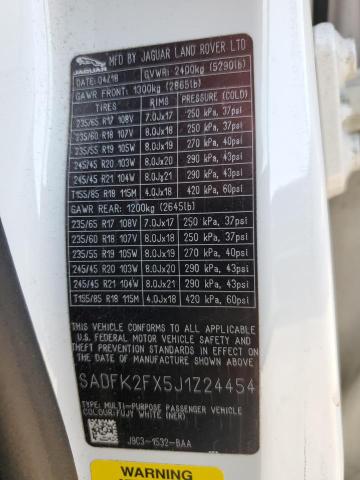 JAGUAR
MFD BY JAGUAR LAND ROVER LTD
DATE: 04/18 GVWR: 2400kg (5290lb)
GAWR FRONT: 1300kg (2865lb)
TIRES RIMS PRESSURE (COLD)
235/65 R17 108V 7.0Jx17 250 kPa, 37psi
235/60 R18 107V 8.0Jx18 250 kPa, 37psi
235/55 R19 105W 8.0Jx19 270 kPa, 40psi
245/45 R20 103W 8.0Jx20 290 kPa, 43psi
245/45 R21 104W 8.0Jx21 290 kPa, 43psi
T155/85 R18 115M 4.0Jx18 420 kPa, 60psi
GAWR REAR: 1200kg (2645lb)
235/65 R17 108V 7.0Jx17 250 kPa, 37psi
235/60 R18 107V 8.0Jx18 250 kPa, 37psi
235/55 R19 105W 8.0Jx19 270 kPa, 40psi
245/45 R20 103W 8.0Jx20 290 kPa, 43psi
245/45 R21 104W 8.0Jx21 290 kPa, 43psi
T155/85 R18 115M 4.0Jx18 420 kPa, 60psi
THIS VEHICLE CONFORMS TO ALL APPLICABLE
U.S. FEDERAL MOTOR VEHICLE SAFETY
AND THEFT PREVENTION STANDARDS IN EFFECT ON THE DATE
OF MANUFACTURE SHOWN ABOVE.
SADFK2FX5J1Z24454
TYPE: MULTI-PURPOSE PASSENGER VEHICLE
COLOUR: FUJI WHITE (NER)
J9C3-1532-BAA
WARNING